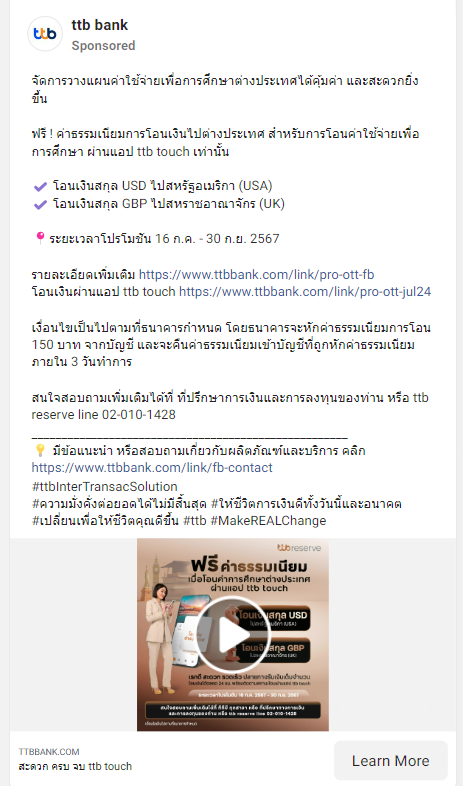 ttb bank
Sponsored
จัดการวางแผนค่าใช้จ่ายเพื่อการศึกษาต่างประเทศได้คุ้มค่า และสะดวกยิ่ง
ขึ้น
ฟรี ! ค่าธรรมเนียมการโอนเงินไปต่างประเทศ สำหรับการโอนค่าใช้จ่ายเพื่อ
การศึกษา ผ่านแอป ttb touch เท่านั้น
✔ โอนเงินสกุล USD ไปสหรัฐอเมริกา (USA)
✔ โอนเงินสกุล GBP ไปสหราชอาณาจักร (UK)
📍ระยะเวลาโปรโมชัน 16 ก.ค. - 30 ก.ย. 2567
รายละเอียดเพิ่มเติม https://www.ttbbank.com/link/pro-ott-fb
โอนเงินผ่านแอป ttb touch https://www.ttbbank.com/link/pro-ott-jul24
เงื่อนไขเป็นไปตามที่ธนาคารกำหนด โดยธนาคารจะหักค่าธรรมเนียมการโอน
150 บาท จากบัญชี และจะคืนค่าธรรมเนียมเข้าบัญชีที่ถูกหักค่าธรรมเนียม
ภายใน 3 วันทำการ
สนใจสอบถามเพิ่มเติมได้ที่ ที่ปรึกษาการเงินและการลงทุนของท่าน หรือ ttb
reserve line 02-010-1428
💡 มีข้อแนะนำ หรือสอบถามเกี่ยวกับผลิตภัณฑ์และบริการ คลิก
https://www.ttbbank.com/link/fb-contact
#ttbInterTransacSolution
#ความมั่งคั่งต่อยอดได้ไม่มีสิ้นสุด #ให้ชีวิตการเงินดีทั้งวันนี้และอนาคต
#เปลี่ยนเพื่อให้ชีวิตคุณดีขึ้น #ttb #MakeREALChange
ttb reserve
ฟรี ค่าธรรมเนียม
เมื่อโอนค่าการศึกษาต่างประเทศ
ผ่านแอป ttb touch
โอนเงินสกุล USD
โอนเงินสกุล GBP
TTBBANK.COM
สะดวก ครบ จบ ttb touch
Learn More